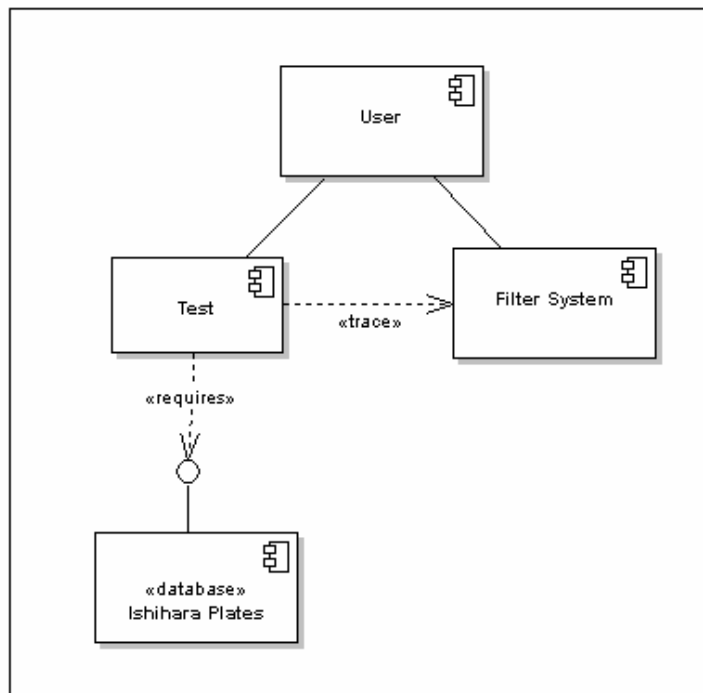 User
Test
Filter System
«trace»
«requires»
«database»
Ishihara Plates